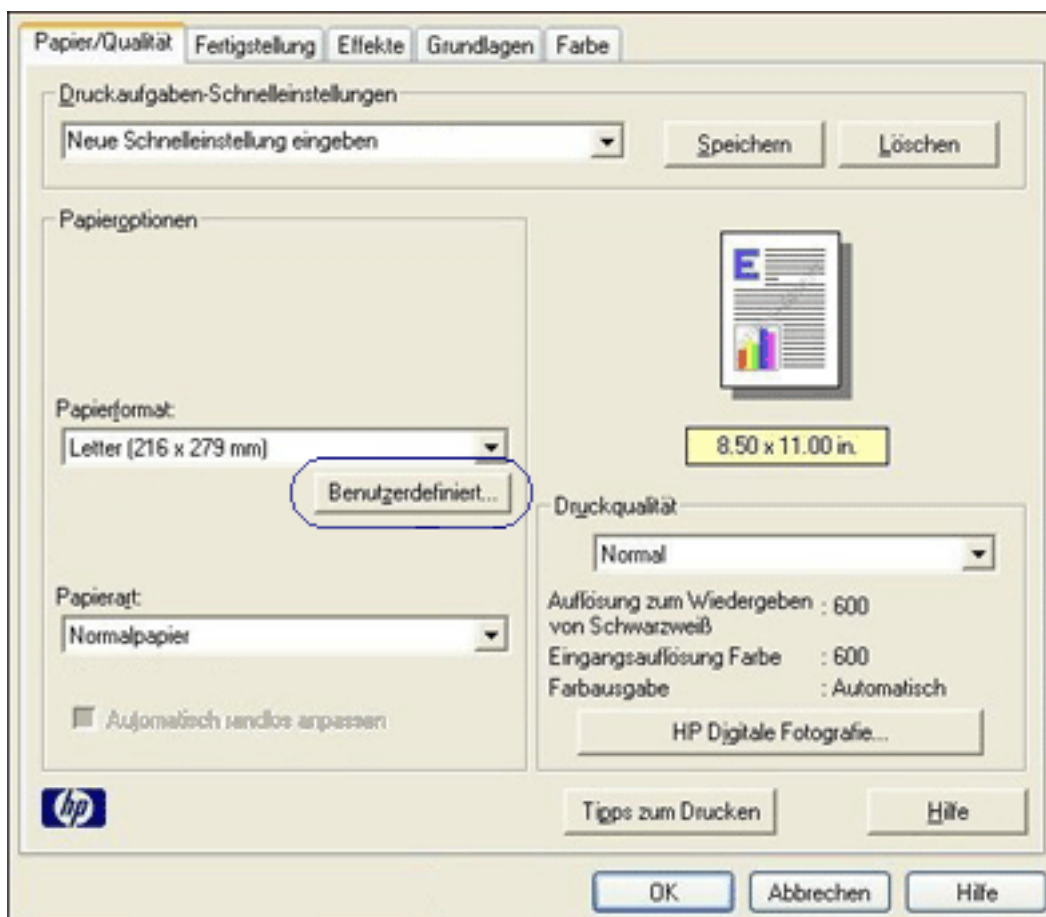 Papier/Qualität Fertigstellung Effekte Grundlagen Farbe
Druckaufgaben-Schnelleinstellungen
Neue Schnelleinstellung eingeben Speichern Löschen
Papieroptionen
E
Papierformat:
Letter (216 x 279 mm)
Benutzerdefiniert...
8.50 x 11.00 in.
Druckqualität
Normal
Papierart:
Normalpapier
Auflösung zum Wiedergeben : 600
von Schwarzweiß
Eingangsauflösung Farbe : 600
Farbausgabe : Automatisch
Automatisch randlos anpassen
HP Digitale Fotografie...
hp
Tipps zum Drucken Hilfe
OK Abbrechen Hilfe